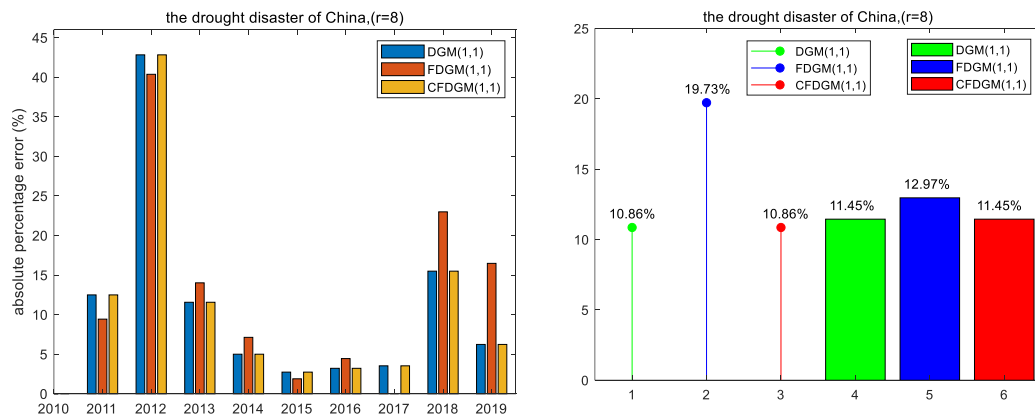 the drought disaster of China,(r=8)
absolute percentage error (%)
45
40
35
30
25
20
15
10
5
0
DGM(1,1)
FDGM(1,1)
CFDGM(1,1)
2010 2011 2012 2013 2014 2015 2016 2017 2018 2019
the drought disaster of China,(r=8)
25
20
15
10
5
0
DGM(1,1)
FDGM(1,1)
CFDGM(1,1)
DGM(1,1)
FDGM(1,1)
CFDGM(1,1)
10.86%
19.73%
10.86%
11.45%
12.97%
11.45%
1 2 3 4 5 6